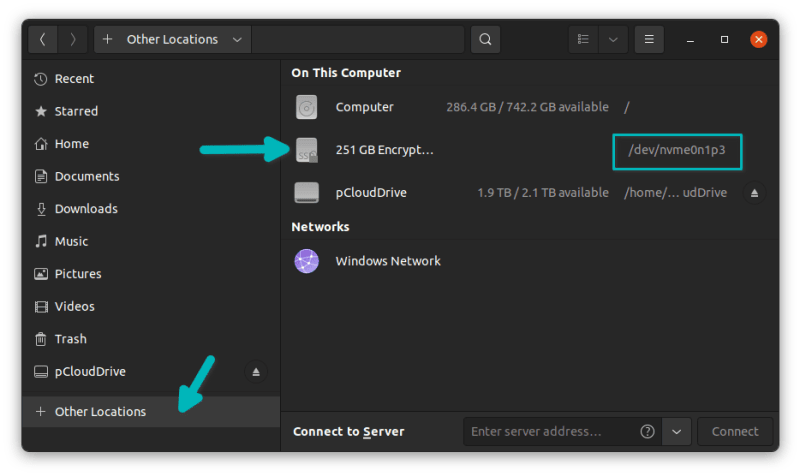 Other Locations
Recent
Starred
Home
Documents
Downloads
Music
Pictures
Videos
Trash
pCloudDrive
Other Locations
On This Computer
Computer 286.4 GB / 742.2 GB available /
251 GB Encrypt... /dev/nvme0n1p3
pCloudDrive 1.9 TB / 2.1 TB available /home/... udDrive
Networks
Windows Network
Connect to Server Enter server address... Connect